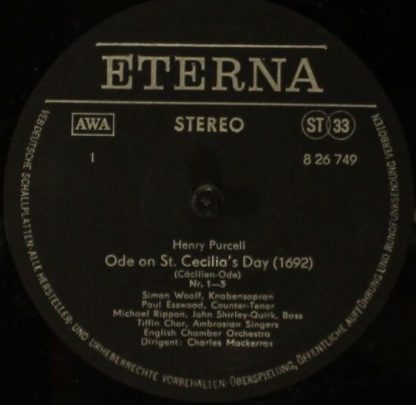 ETERNA
AWA
STEREO
ST 33
1
8 26 749
Henry Purcell
Ode on St. Cecilia's Day (1692)
(Cäcilien-Ode)
Nr. 1—5
Simon Woolf, Knabensopran
Paul Esswood, Counter-Tenor
Michael Rippon, John Shirley-Quirk, Bass
Tiffin Chor, Ambrosian Singers
English Chamber Orchestra
Dirigent: Charles Mackerras
VEB DEUTSCHE SCHALLPLATTEN · ALLE HERSTELLER- UND URHEBERRECHTE VORBEHALTEN · ÜBERSPIELUNG, ÖFFENTLICHE AUFFÜHRUNG UND RUNDFUNKSENDUNG VERBOTEN